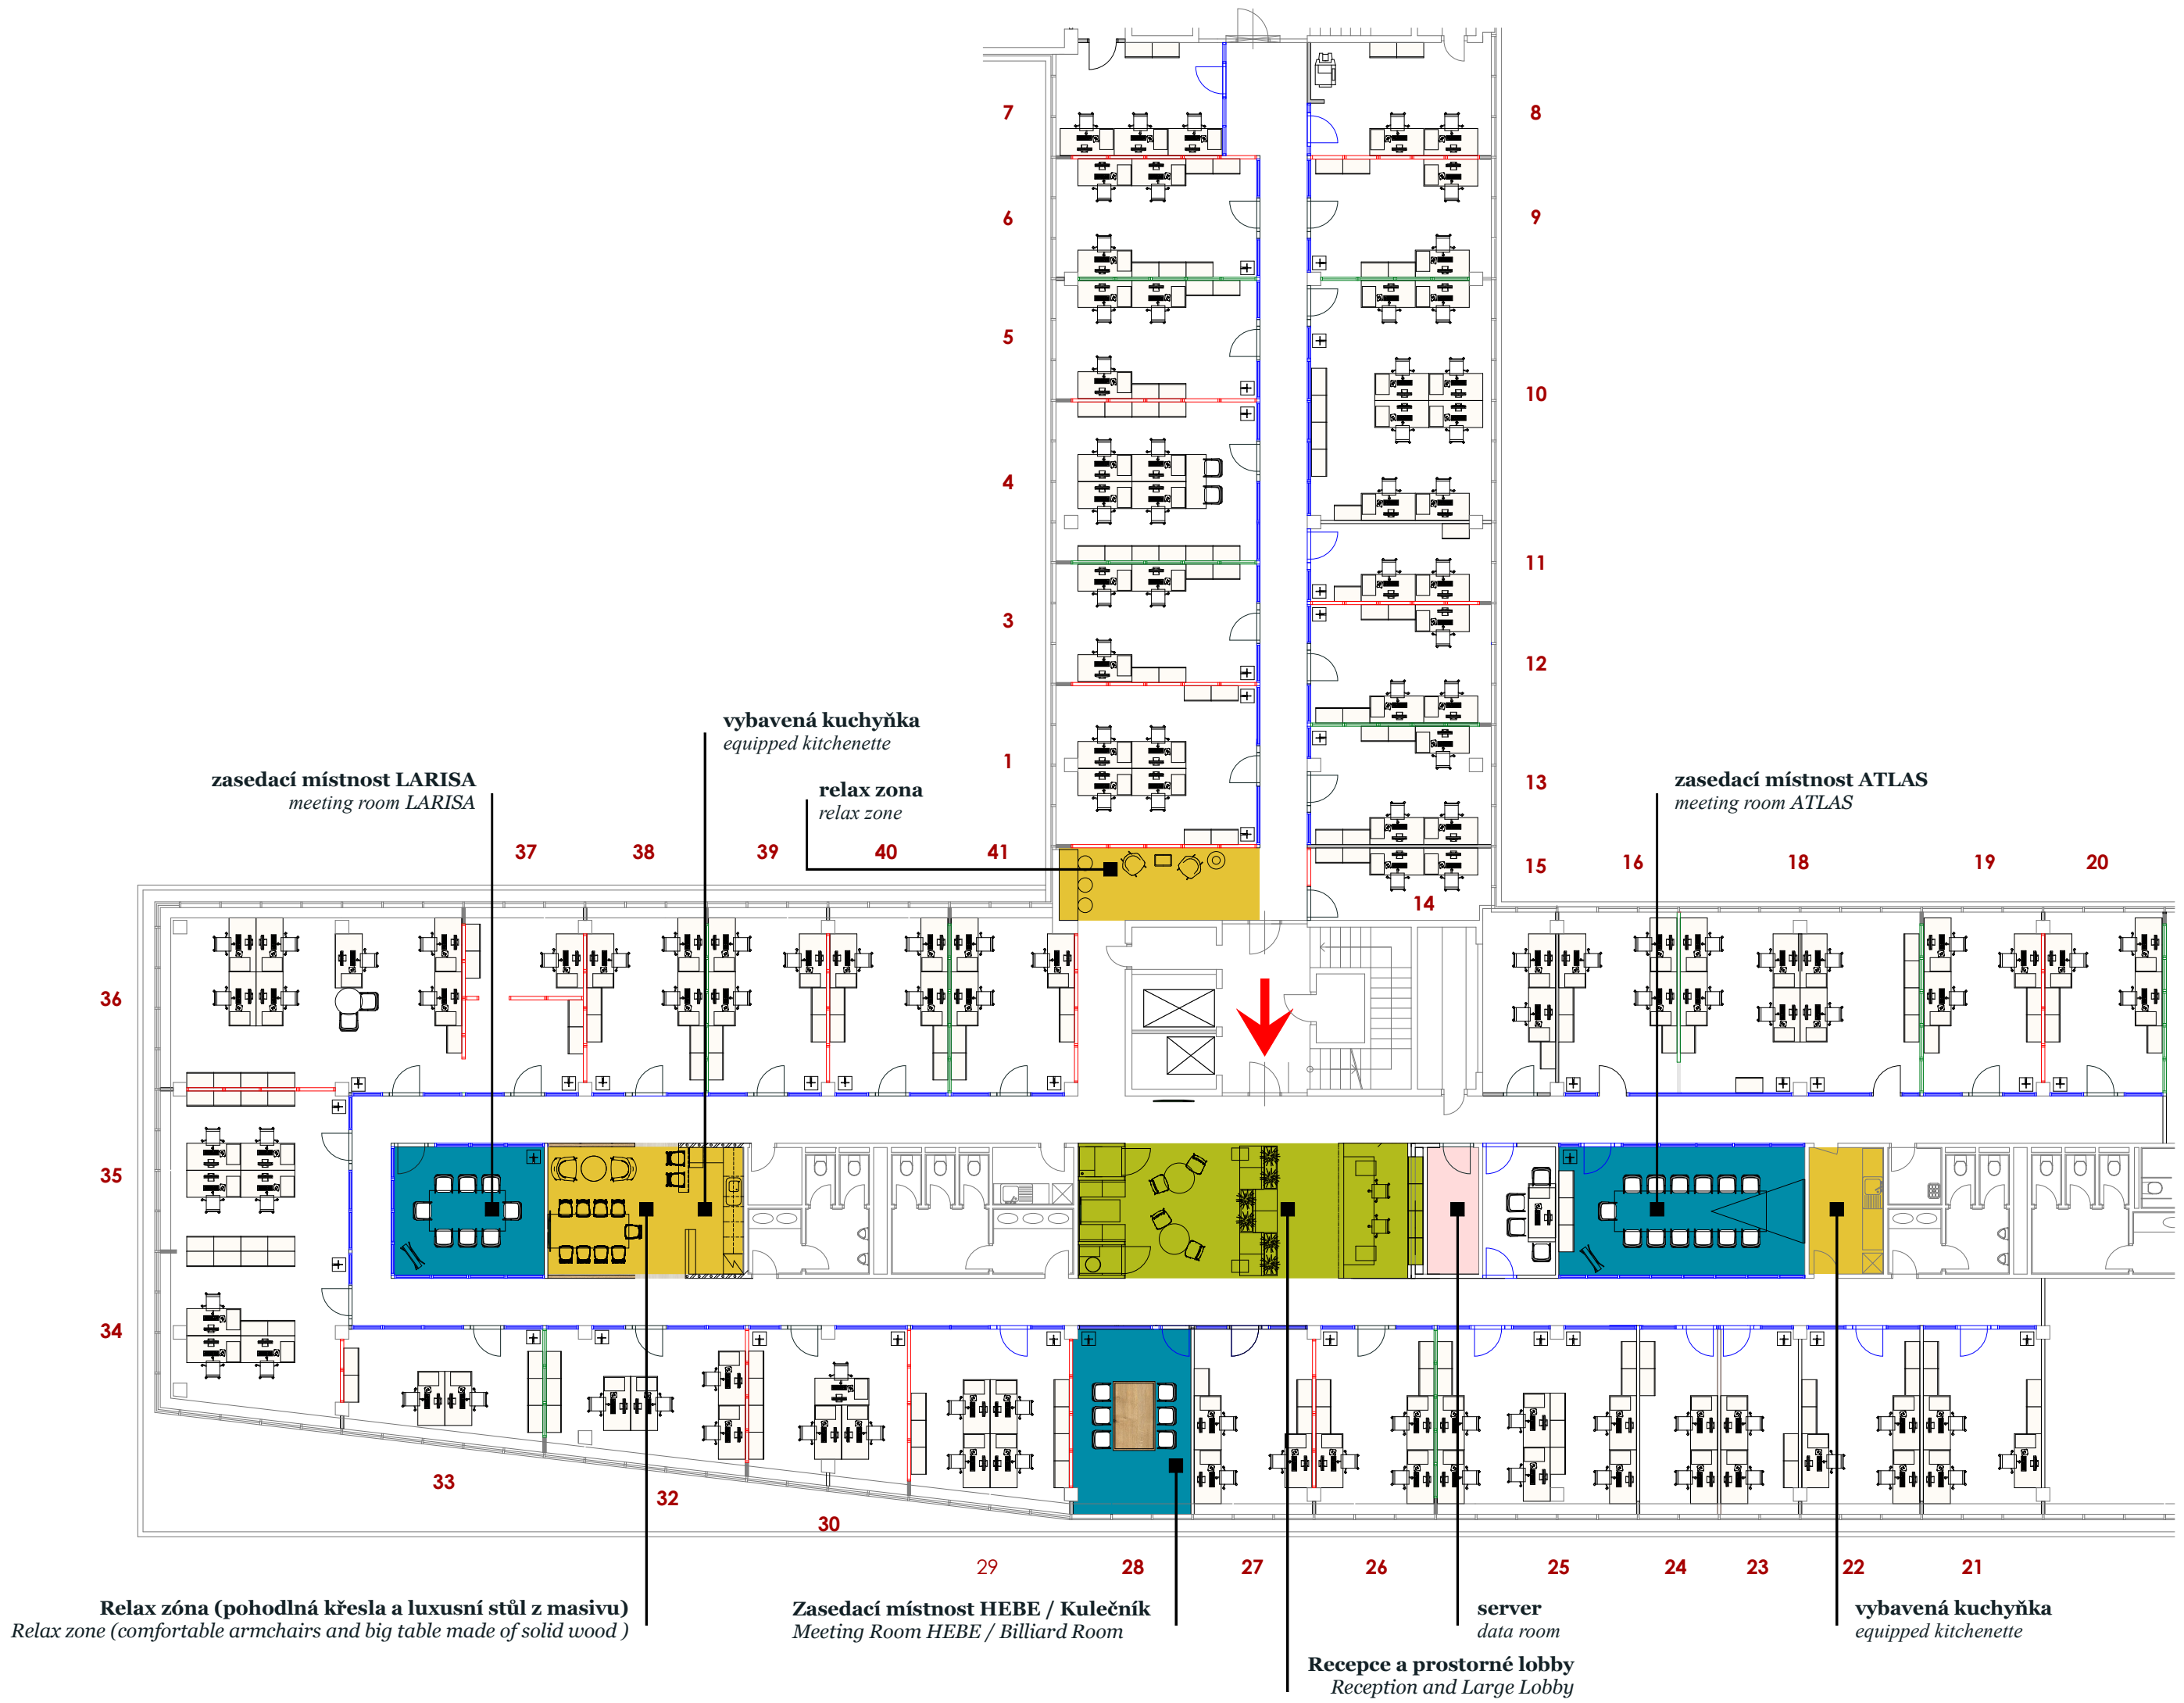 7
8
6
9
5
10
4
11
3
12
vybavená kuchyňka
equipped kitchenette
1
13
zasedací místnost LARISA
meeting room LARISA
relax zona
relax zone
zasedací místnost ATLAS
meeting room ATLAS
37
38
39
40
41
15
16
18
19
20
14
36
35
34
33
32
30
29
28
27
26
25
24
23
22
21
Relax zóna (pohodlná křesla a luxusní stůl z masivu)
Relax zone (comfortable armchairs and big table made of solid wood )
Zasedací místnost HEBE / Kulečník
Meeting Room HEBE / Billiard Room
server
data room
vybavená kuchyňka
equipped kitchenette
Recepce a prostorné lobby
Reception and Large Lobby